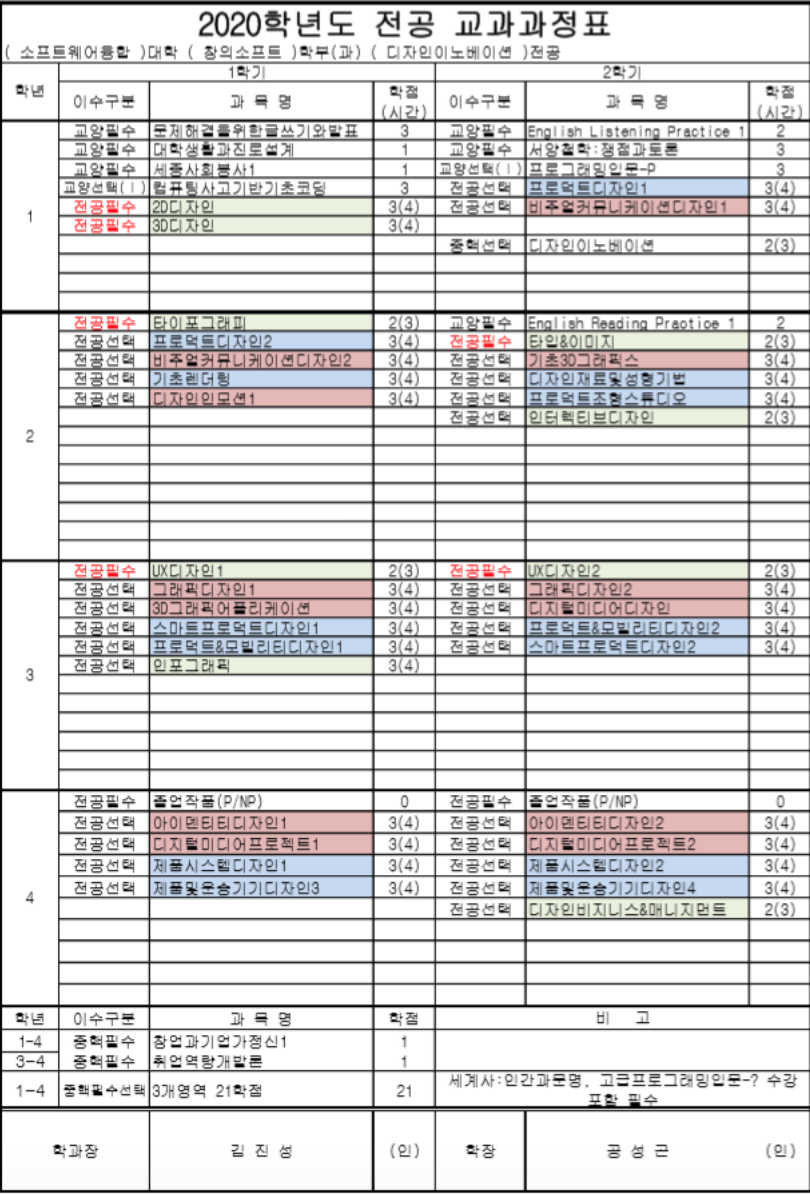 2020학년도 전공 교과과정표
( 소프트웨어융합 )대학 ( 창의소프트 )학부(과) ( 디자인이노베이션 )전공
학년 1학기 2학기
이수구분 과 목 명 학점(시간) 이수구분 과 목 명 학점(시간)
1
교양필수 문제해결을위한글쓰기와발표 3 교양필수 English Listening Practice 1 2
교양필수 대학생활과진로설계 1 교양필수 서양철학:쟁점과토론 3
교양필수 세종사회봉사1 1 교양선택(Ⅰ) 프로그래밍입문-P 3
교양선택(Ⅰ) 컴퓨팅사고기반기초코딩 3 전공선택 프로덕트디자인1 3(4)
전공필수 2D디자인 3(4) 전공선택 비주얼커뮤니케이션디자인1 3(4)
전공필수 3D디자인 3(4)
중핵선택 디자인이노베이션 2(3)
2
전공필수 타이포그래피 2(3) 교양필수 English Reading Practice 1 2
전공선택 프로덕트디자인2 3(4) 전공필수 타입&이미지 2(3)
전공선택 비주얼커뮤니케이션디자인2 3(4) 전공선택 기초3D그래픽스 3(4)
전공선택 기초렌더링 3(4) 전공선택 디자인재료및성형기법 3(4)
전공선택 디자인인모션1 3(4) 전공선택 프로덕트조형스튜디오 3(4)
전공선택 인터렉티브디자인 2(3)
3
전공필수 UX디자인1 2(3) 전공필수 UX디자인2 2(3)
전공선택 그래픽디자인1 3(4) 전공선택 그래픽디자인2 3(4)
전공선택 3D그래픽어플리케이션 3(4) 전공선택 디지털미디어디자인 3(4)
전공선택 스마트프로덕트디자인1 3(4) 전공선택 프로덕트&모빌리티디자인2 3(4)
전공선택 프로덕트&모빌리티디자인1 3(4) 전공선택 스마트프로덕트디자인2 3(4)
전공선택 인포그래픽 3(4)
4
전공필수 졸업작품(P/NP) 0 전공필수 졸업작품(P/NP) 0
전공선택 아이덴티티디자인1 3(4) 전공선택 아이덴티티디자인2 3(4)
전공선택 디지털미디어프로젝트1 3(4) 전공선택 디지털미디어프로젝트2 3(4)
전공선택 제품시스템디자인1 3(4) 전공선택 제품시스템디자인2 3(4)
전공선택 제품및운송기기디자인3 3(4) 전공선택 제품및운송기기디자인4 3(4)
전공선택 디자인비지니스&매니지먼트 2(3)
학년 이수구분 과 목 명 학점 비 고
1-4 중핵필수 창업과기업가정신1 1
3-4 중핵필수 취업역량개발론 1
1-4 중핵필수선택 3개영역 21학점 21 세계사:인간과문명, 고급프로그래밍입문-? 수강
포함 필수
학과장 김 진 성 (인) 학장 공 성 근 (인)